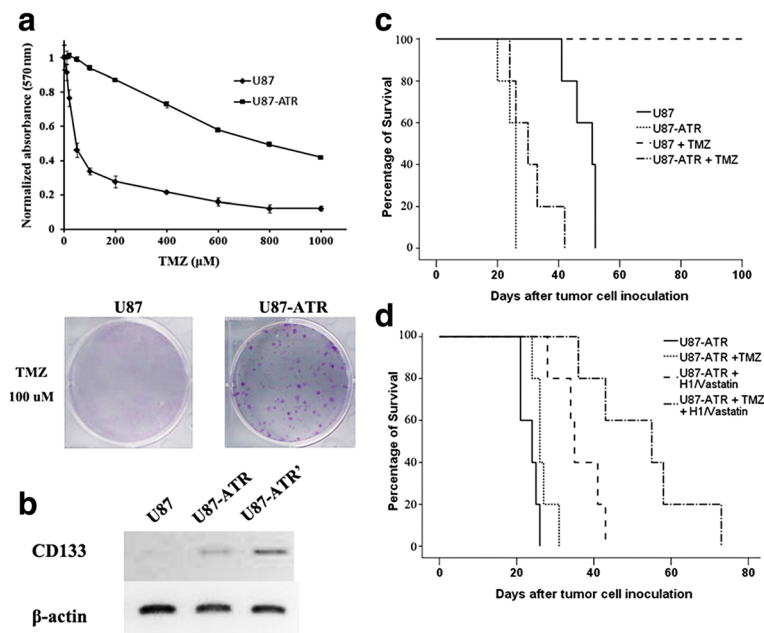 a
Normalized absorbance (570 nm)
1
0.8
0.6
0.4
0.2
0
0
200
400
600
800
1000
TMZ (μM)
U87
U87-ATR
U87
U87-ATR
TMZ
100 uM
b
U87
U87-ATR
U87-ATR’
CD133
β-actin
c
Percentage of Survival
100
80
60
40
20
0
0
20
40
60
80
100
Days after tumor cell inoculation
U87
U87-ATR
U87 + TMZ
U87-ATR + TMZ
d
Percentage of Survival
100
80
60
40
20
0
0
20
40
60
80
Days after tumor cell inoculation
U87-ATR
U87-ATR +TMZ
U87-ATR +
H1/Vastatin
U87-ATR + TMZ
+ H1/Vastatin